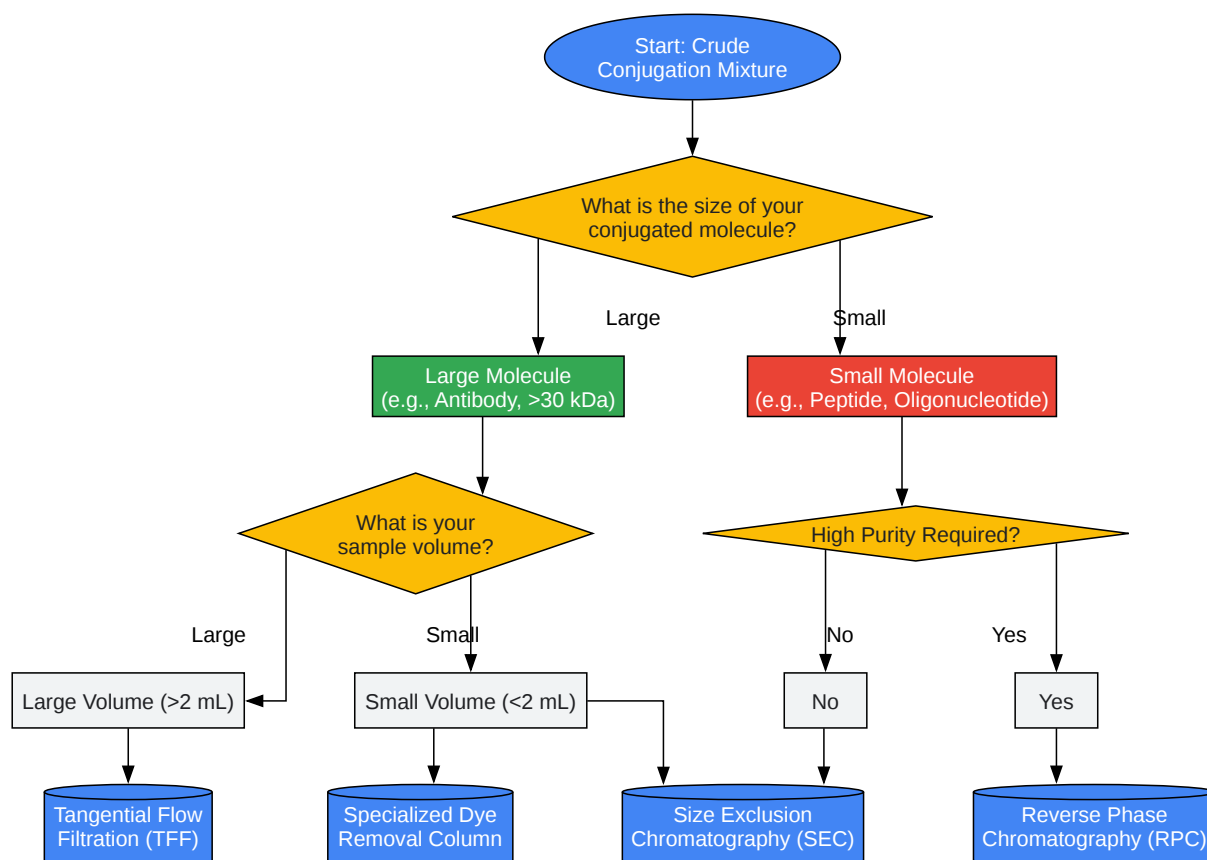 Start: Crude
Conjugation Mixture
What is the size of your
conjugated molecule?
Large
Small
Large Molecule
(e.g., Antibody, >30 kDa)
Small Molecule
(e.g., Peptide, Oligonucleotide)
What is your
sample volume?
High Purity Required?
Large
Small
No
Yes
Large Volume (>2 mL)
Small Volume (<2 mL)
No
Yes
Tangential Flow
Filtration (TFF)
Specialized Dye
Removal Column
Size Exclusion
Chromatography (SEC)
Reverse Phase
Chromatography (RPC)